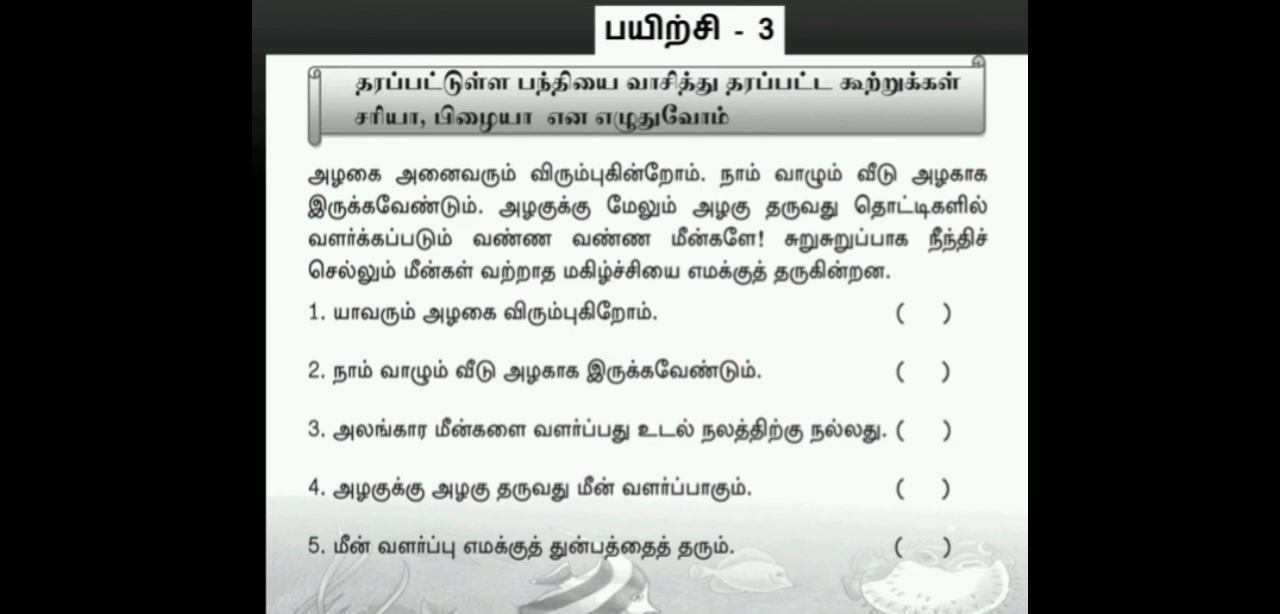 பயிற்சி - 3
தரப்பட்டுள்ள பந்தியை வாசித்து தரப்பட்ட கூற்றுக்கள்
சரியா, பிழையா என எழுதுவோம்
அழகை அனைவரும் விரும்புகின்றோம். நாம் வாழும் வீடு அழகாக
இருக்கவேண்டும். அழகுக்கு மேலும் அழகு தருவது தொட்டிகளில்
வளர்க்கப்படும் வண்ண வண்ண மீன்களே! சுறுசுறுப்பாக நீந்திச்
செல்லும் மீன்கள் வற்றாத மகிழ்ச்சியை எமக்குத் தருகின்றன.
1. யாவரும் அழகை விரும்புகிறோம். ( )
2. நாம் வாழும் வீடு அழகாக இருக்கவேண்டும். ( )
3. அலங்கார மீன்களை வளர்ப்பது உடல் நலத்திற்கு நல்லது. ( )
4. அழகுக்கு அழகு தருவது மீன் வளர்ப்பாகும். ( )
5. மீன் வளர்ப்பு எமக்குத் துன்பத்தைத் தரும். ( )